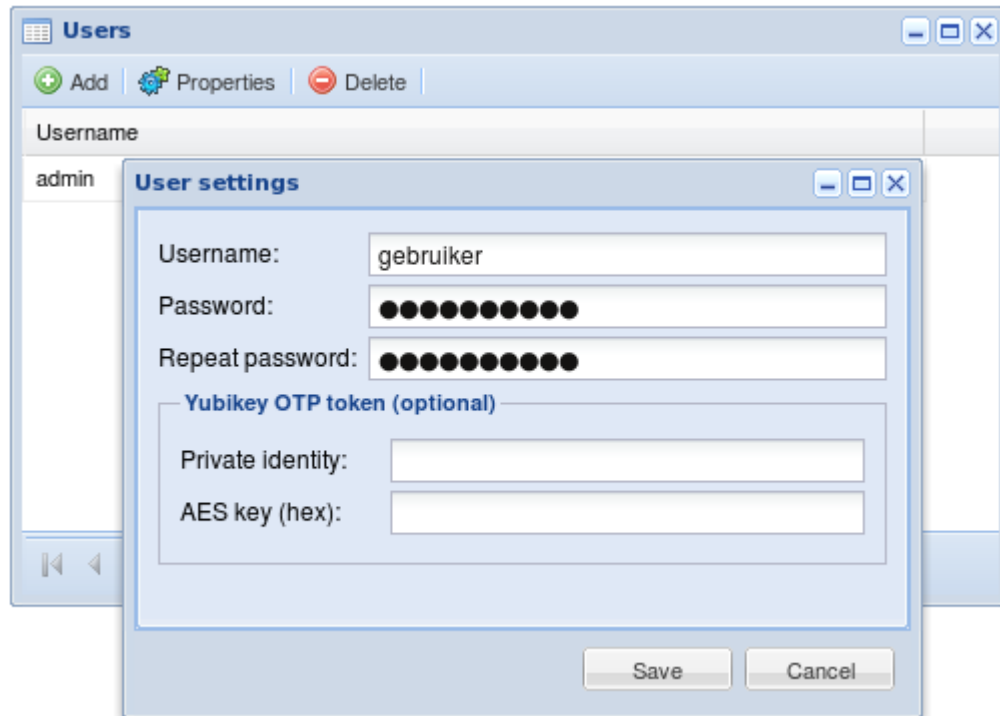 Users
Add Properties Delete
Username
admin
User settings
Username: gebruiker
Password: ●●●●●●●●●●
Repeat password: ●●●●●●●●●●
Yubikey OTP token (optional)
Private identity:
AES key (hex):
Save Cancel